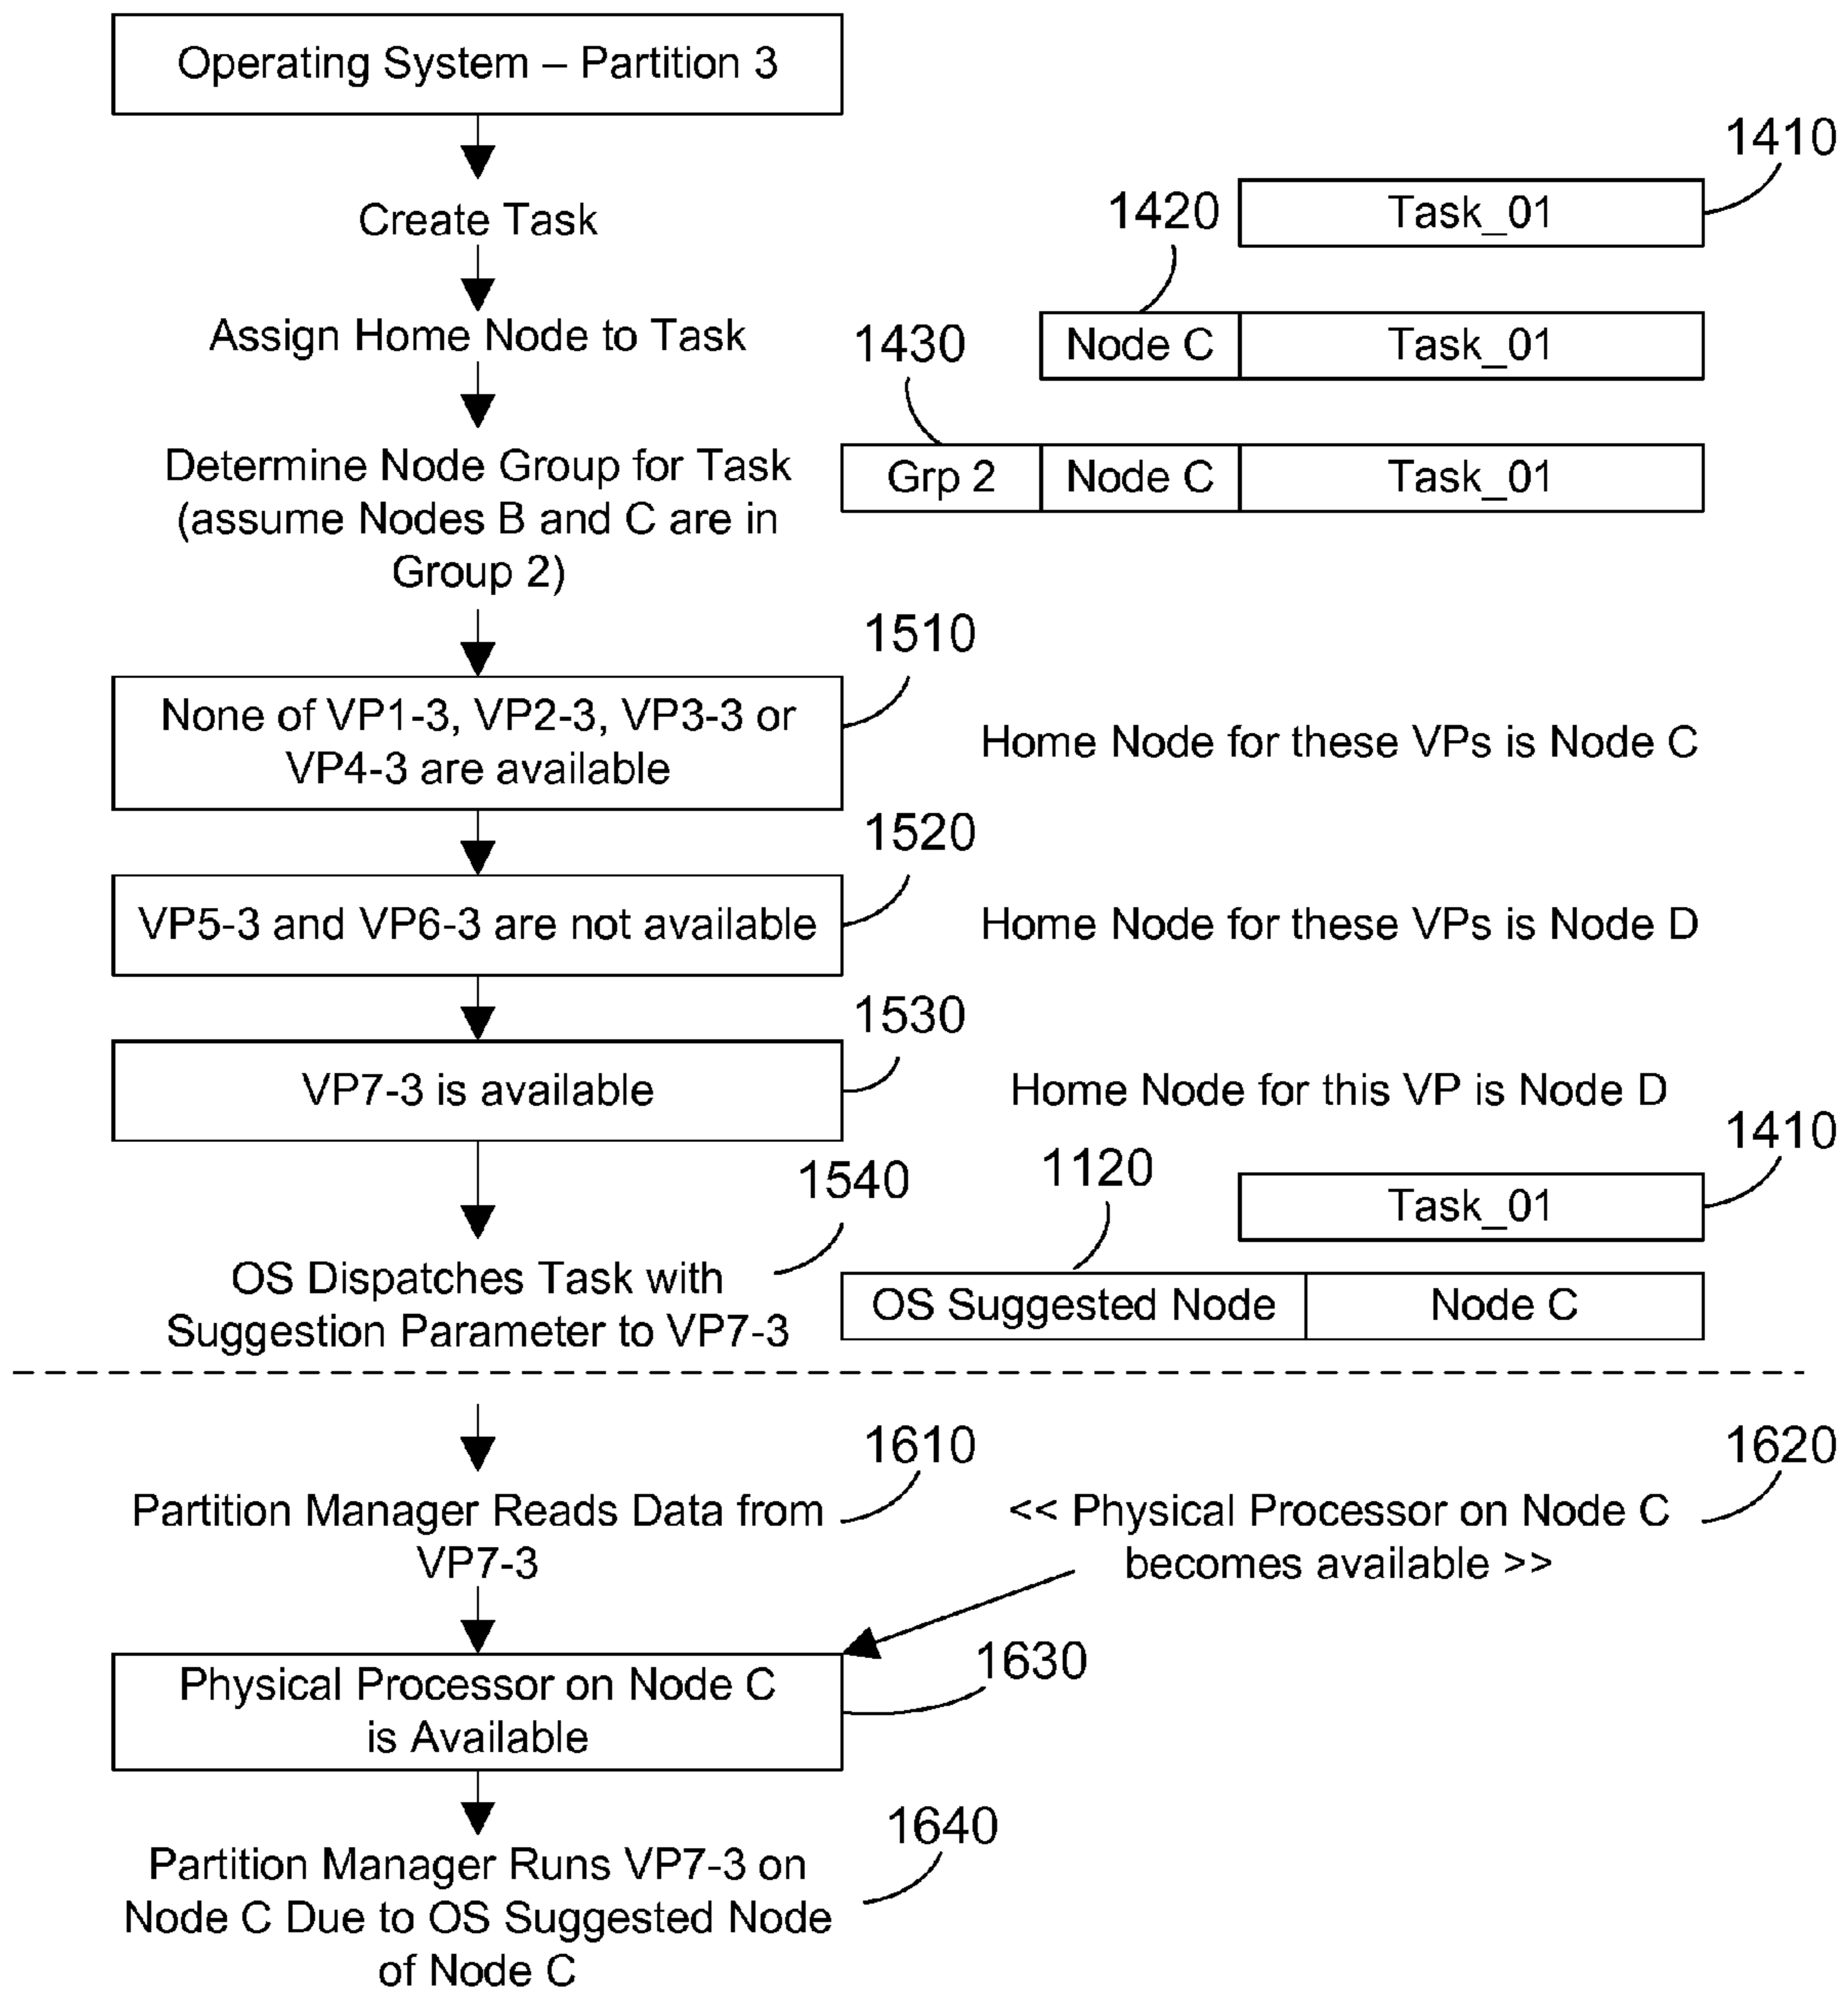 Operating System – Partition 3
1410
Create Task
1420
Task_01
Assign Home Node to Task
1430
Node C
Task_01
Determine Node Group for Task
(assume Nodes B and C are in
Group 2)
Grp 2
Node C
Task_01
1510
None of VP1-3, VP2-3, VP3-3 or
VP4-3 are available
Home Node for these VPs is Node C
1520
VP5-3 and VP6-3 are not available
Home Node for these VPs is Node D
1530
VP7-3 is available
Home Node for this VP is Node D
1410
1540
1120
Task_01
OS Dispatches Task with
Suggestion Parameter to VP7-3
OS Suggested Node
Node C
1610
1620
Partition Manager Reads Data from
VP7-3
<< Physical Processor on Node C
becomes available >>
1630
Physical Processor on Node C
is Available
1640
Partition Manager Runs VP7-3 on
Node C Due to OS Suggested Node
of Node C